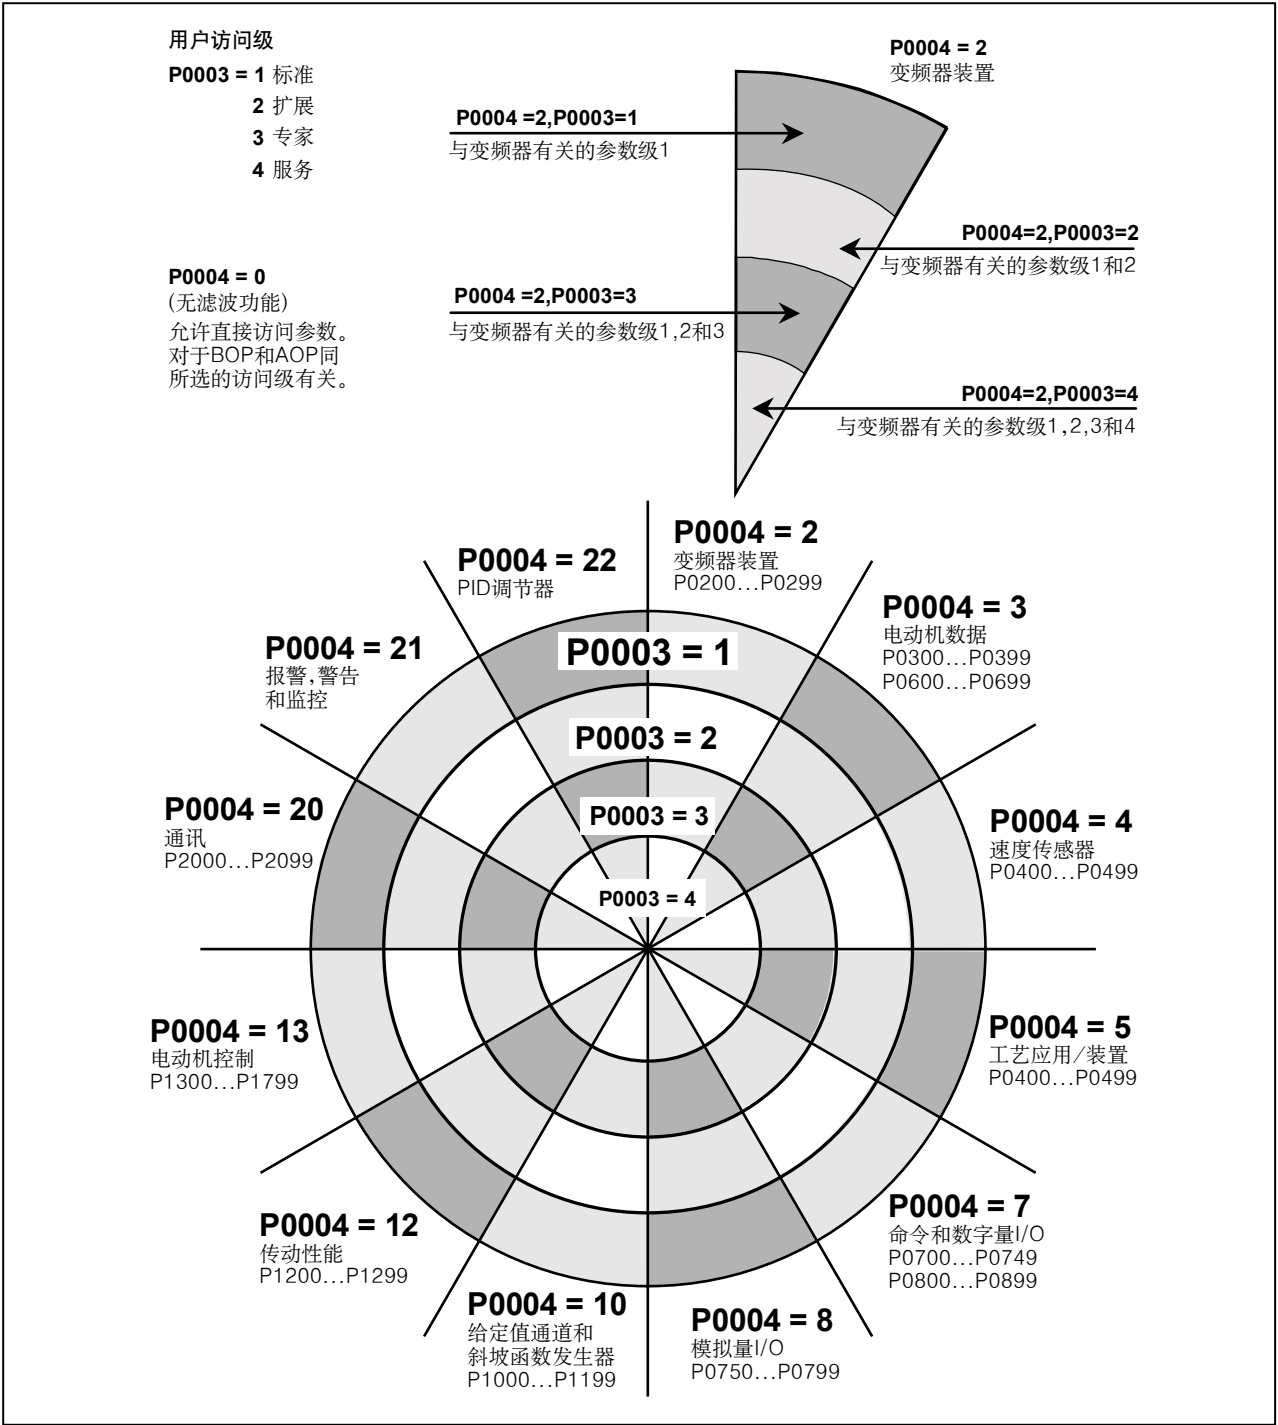 用户访问级
P0003 = 1 标准
2 扩展
3 专家
4 服务
P0004 = 0
(无滤波功能)
允许直接访问参数。
对于BOP和AOP同
所选的访问级有关。
P0004 = 2
变频器装置
P0004 =2,P0003=1
与变频器有关的参数级1
P0004=2,P0003=2
与变频器有关的参数级1和2
P0004 =2,P0003=3
与变频器有关的参数级1,2和3
P0004=2,P0003=4
与变频器有关的参数级1,2,3和4
P0004 = 2
变频器装置
P0200...P0299
P0004 = 3
电动机数据
P0300...P0399
P0600...P0699
P0004 = 4
速度传感器
P0400...P0499
P0004 = 5
工艺应用/装置
P0400...P0499
P0004 = 7
命令和数字量I/O
P0700...P0749
P0800...P0899
P0004 = 8
模拟量I/O
P0750...P0799
P0004 = 10
给定值通道和
斜坡函数发生器
P1000...P1199
P0004 = 12
传动性能
P1200...P1299
P0004 = 13
电动机控制
P1300...P1799
P0004 = 20
通讯
P2000...P2099
P0004 = 21
报警,警告
和监控
P0004 = 22
PID调节器
P0003 = 1
P0003 = 2
P0003 = 3
P0003 = 4